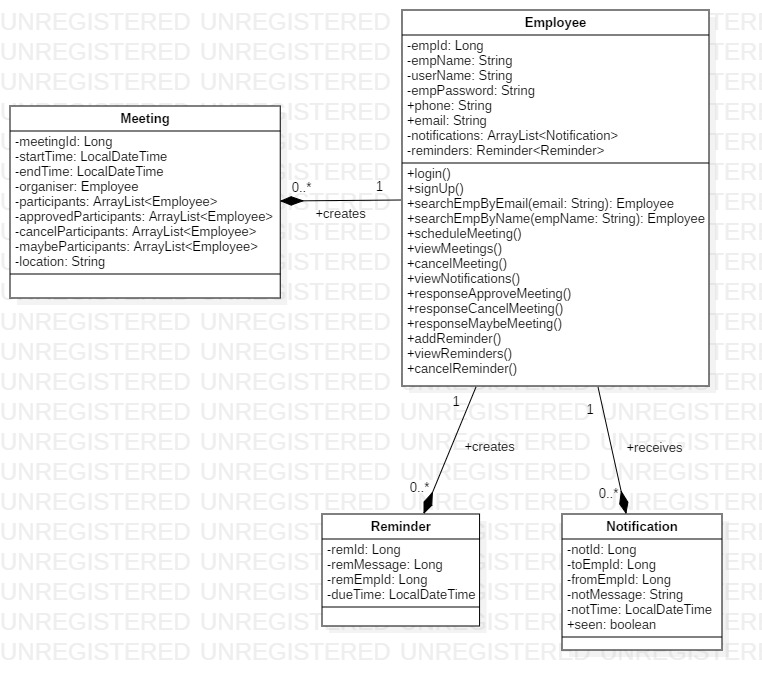 Employee
-empId: Long
-empName: String
-userName: String
-empPassword: String
+phone: String
+email: String
-notifications: ArrayList<Notification>
-reminders: Reminder<Reminder>
+login()
+signUp()
+searchEmpByEmail(email: String): Employee
+searchEmpByName(empName: String): Employee
+scheduleMeeting()
+viewMeetings()
+cancelMeeting()
+viewNotifications()
+responseApproveMeeting()
+responseCancelMeeting()
+responseMaybeMeeting()
+addReminder()
+viewReminders()
+cancelReminder()
Meeting
-meetingId: Long
-startTime: LocalDateTime
-endTime: LocalDateTime
-organiser: Employee
-participants: ArrayList<Employee>
-approvedParticipants: ArrayList<Employee>
-cancelParticipants: ArrayList<Employee>
-maybeParticipants: ArrayList<Employee>
-location: String
0..* 1
+creates
1
+creates
0..*
1
+receives
0..*
Reminder
-remId: Long
-remMessage: Long
-remEmpId: Long
-dueTime: LocalDateTime
Notification
-notId: Long
-toEmpId: Long
-fromEmpId: Long
-notMessage: String
-notTime: LocalDateTime
+seen: boolean
UNREGISTERED UNREGISTERED UNREGISTERED UNREGISTERED